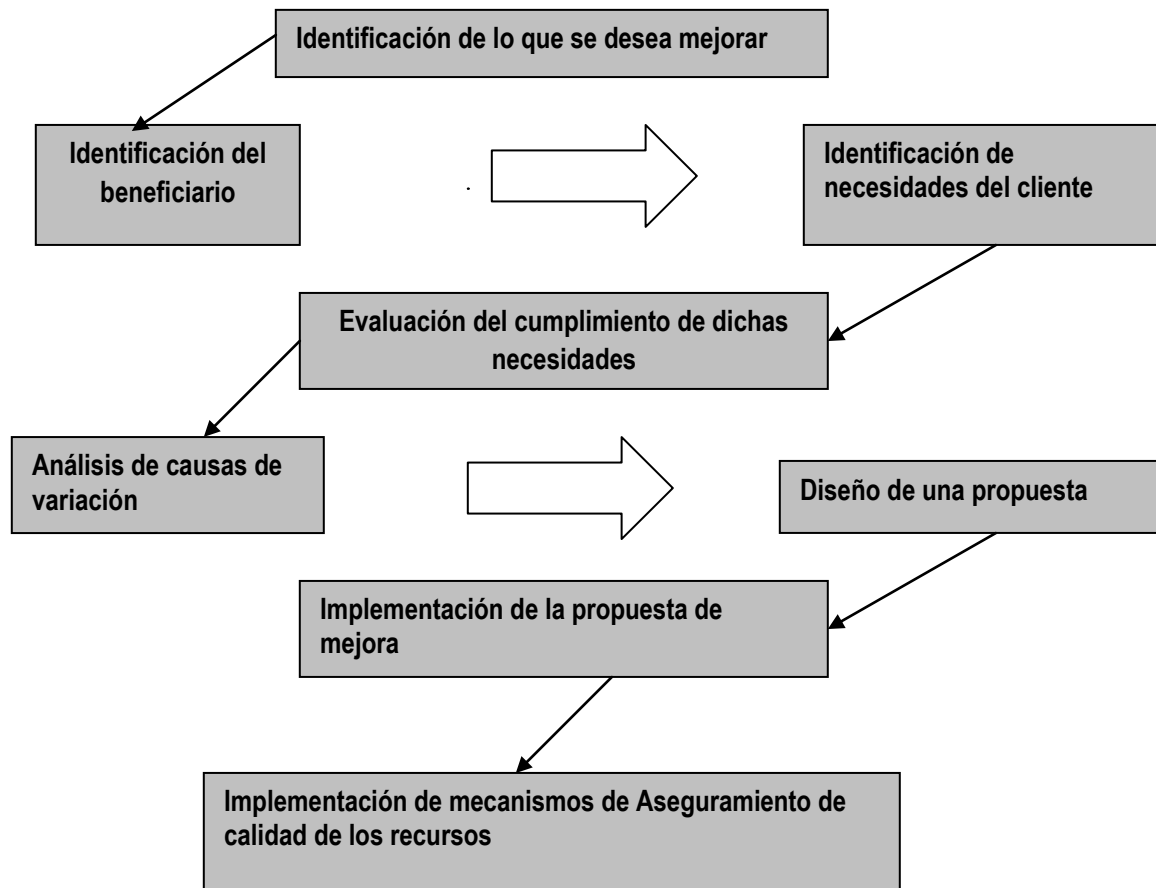 Identificación de lo que se desea mejorar
Identificación del
beneficiario
.
Identificación de
necesidades del cliente
Evaluación del cumplimiento de dichas
necesidades
Análisis de causas de
variación
Diseño de una propuesta
Implementación de la propuesta de
mejora
Implementación de mecanismos de Aseguramiento de
calidad de los recursos